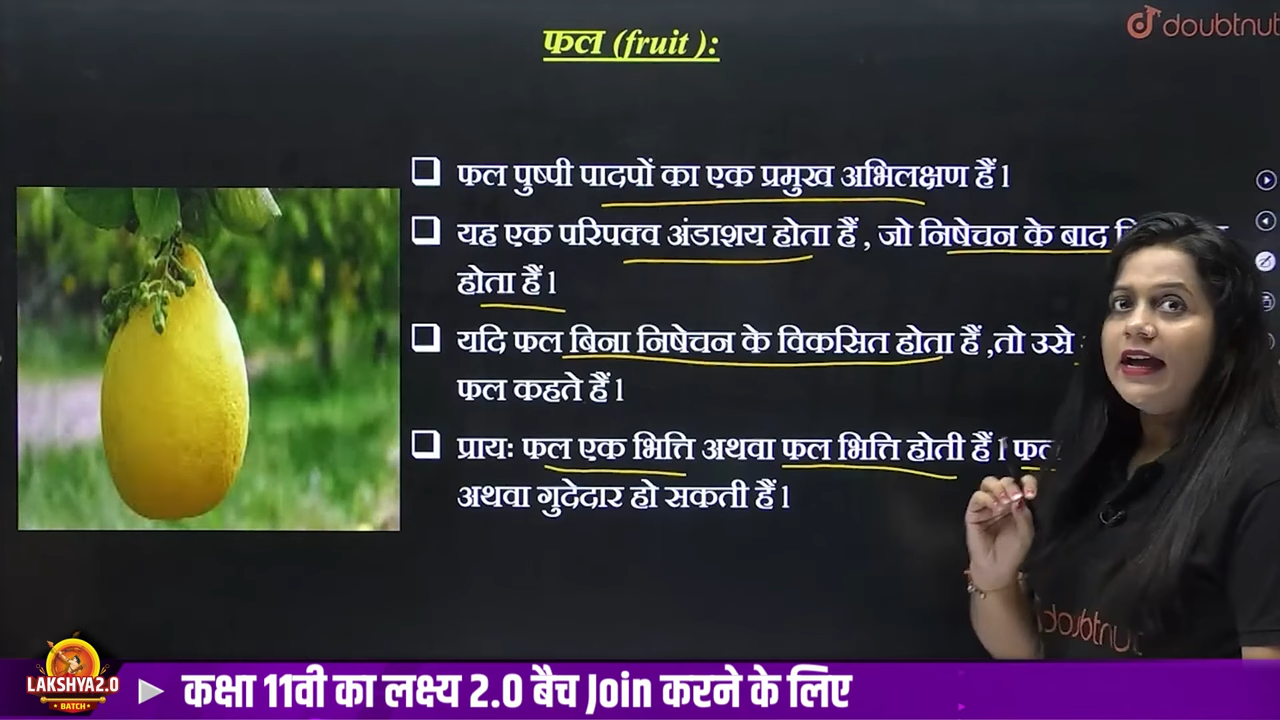 doubtnut
फल (fruit ):
फल पुष्पी पादपों का एक प्रमुख अभिलक्षण हैं l
यह एक परिपक्व अंडाशय होता हैं , जो निषेचन के बाद
होता हैं l
यदि फल बिना निषेचन के विकसित होता हैं ,तो उसे
फल कहते हैं l
प्रायः फल एक भित्ति अथवा फल भित्ति होती हैं l फल
अथवा गुदेदार हो सकती हैं l
doubtnut
LAKSHYA2.0
BATCH
कक्षा 11वी का लक्ष्य 2.0 बैच Join करने के लिए